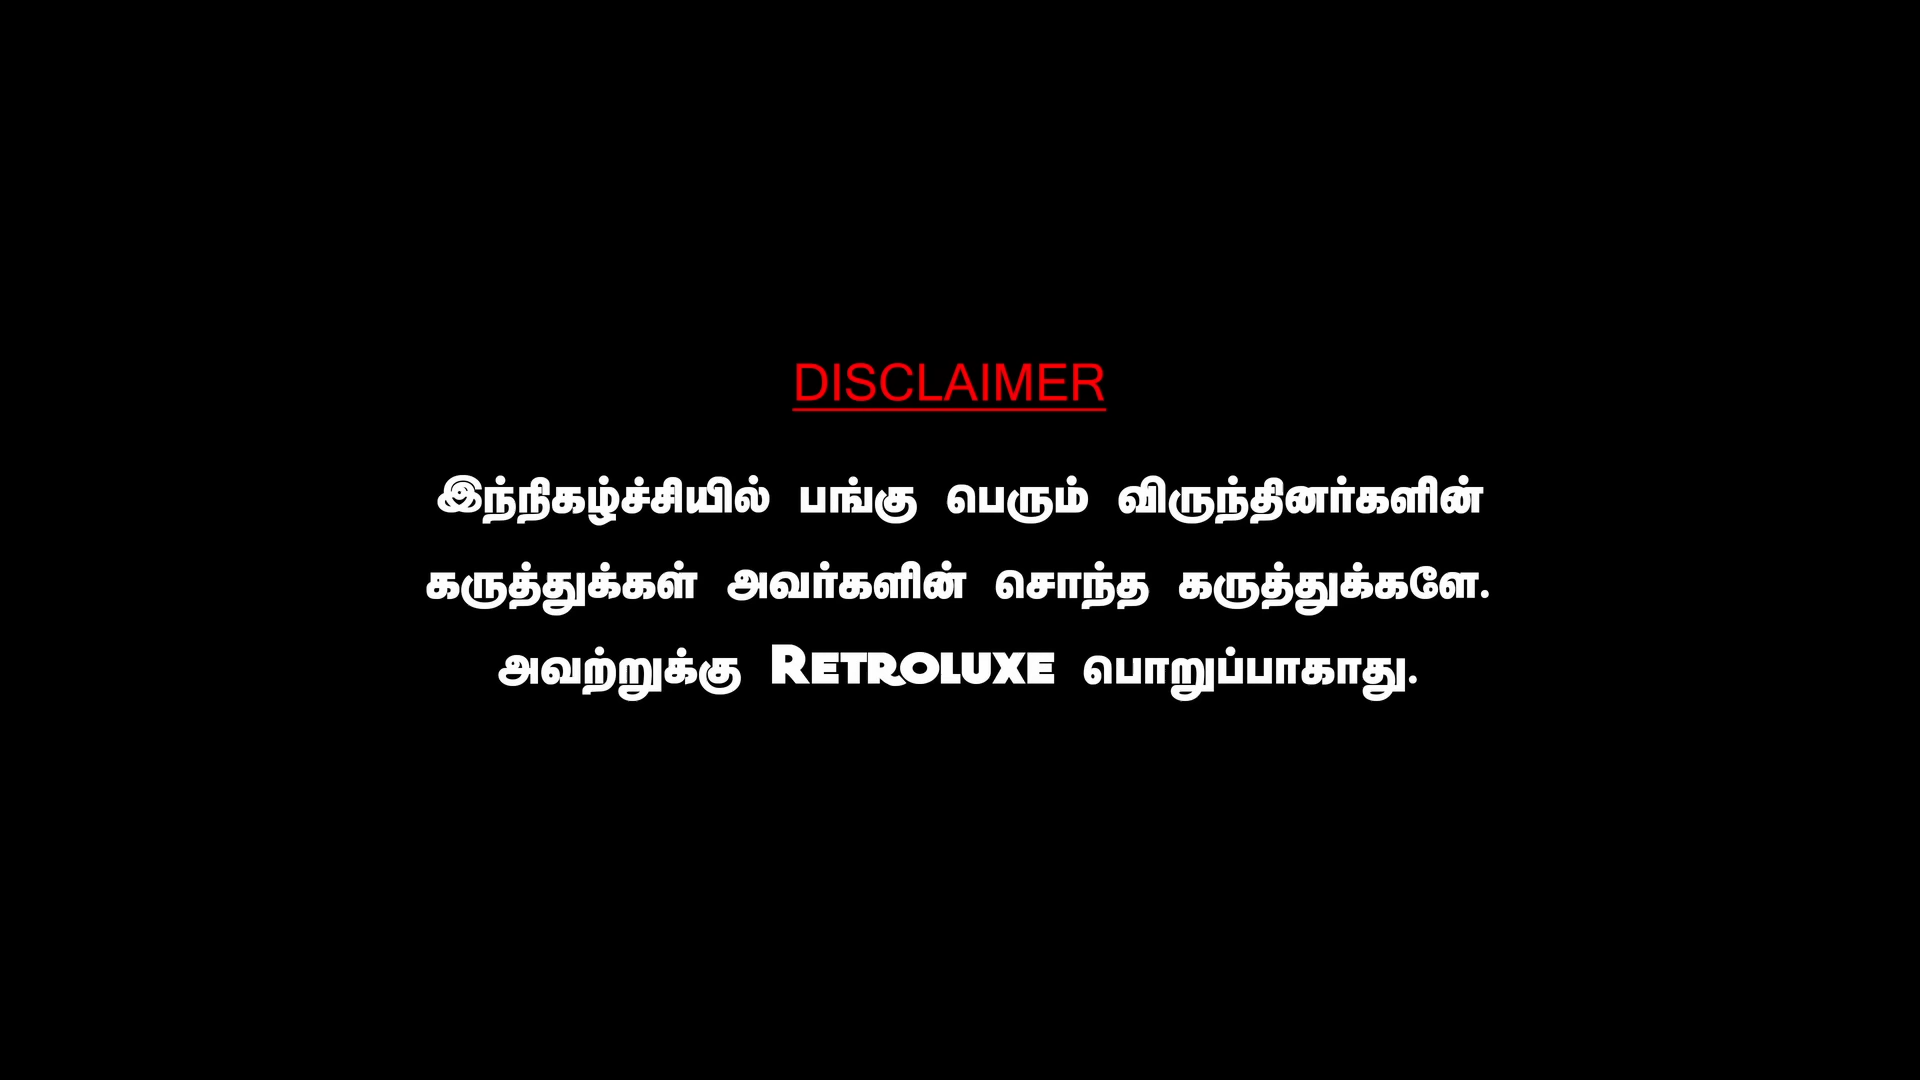 DISCLAIMER
இந்நிகழ்ச்சியில் பங்கு பெரும் விருந்தினர்களின்
கருத்துக்கள் அவர்களின் சொந்த கருத்துக்களே.
அவற்றுக்கு RETROLUXE பொறுப்பாகாது.